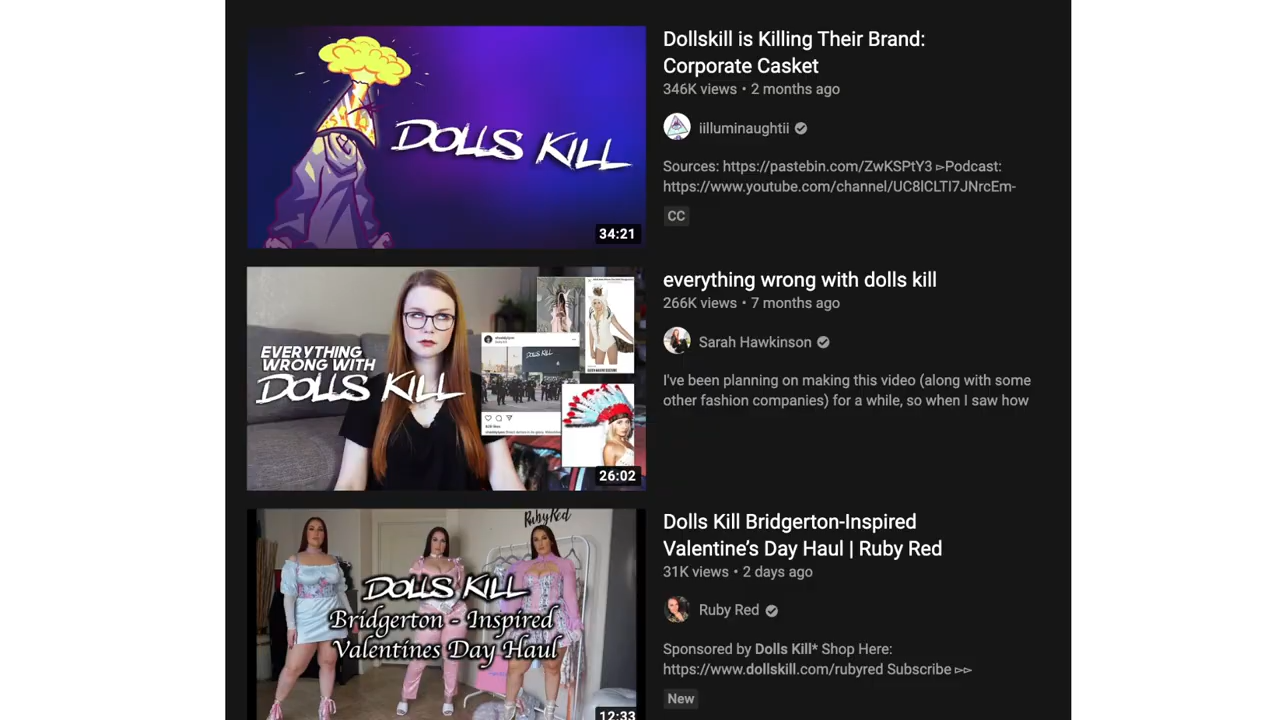 Dollskill is Killing Their Brand:
Corporate Casket
346K views • 2 months ago
iilluminaughtii
Sources: https://pastebin.com/ZwKSPtY3 ▻Podcast:
https://www.youtube.com/channel/UC8lCLTI7JNrcEm-
CC
DOLLS KILL
34:21
everything wrong with dolls kill
266K views • 7 months ago
Sarah Hawkinson
I've been planning on making this video (along with some
other fashion companies) for a while, so when I saw how
EVERYTHING
WRONG WITH
DOLLS KILL
DOLLS KILL
26:02
Dolls Kill Bridgerton-Inspired
Valentine’s Day Haul | Ruby Red
31K views • 2 days ago
Ruby Red
Sponsored by Dolls Kill* Shop Here:
https://www.dollskill.com/rubyred Subscribe ▻▻
New
RubyRed
DOLLS KILL
Bridgerton - Inspired
Valentines Day Haul
12:33